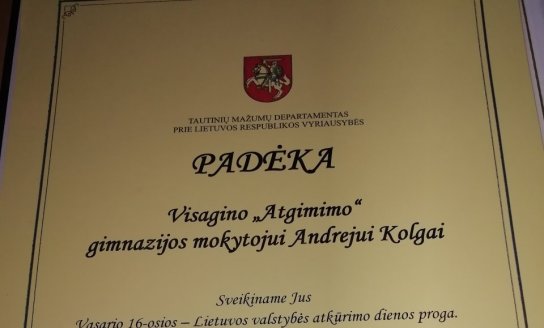 TAUTINIŲ MAŽUMŲ DEPARTAMENTAS
PRIE LIETUVOS RESPUBLIKOS VYRIAUSYBĖS
PADĖKA
Visagino „Atgimimo“
gimnazijos mokytojui Andrejui Kolgai
Sveikiname Jus
Vasario 16-osios – Lietuvos valstybės atkūrimo dienos proga.